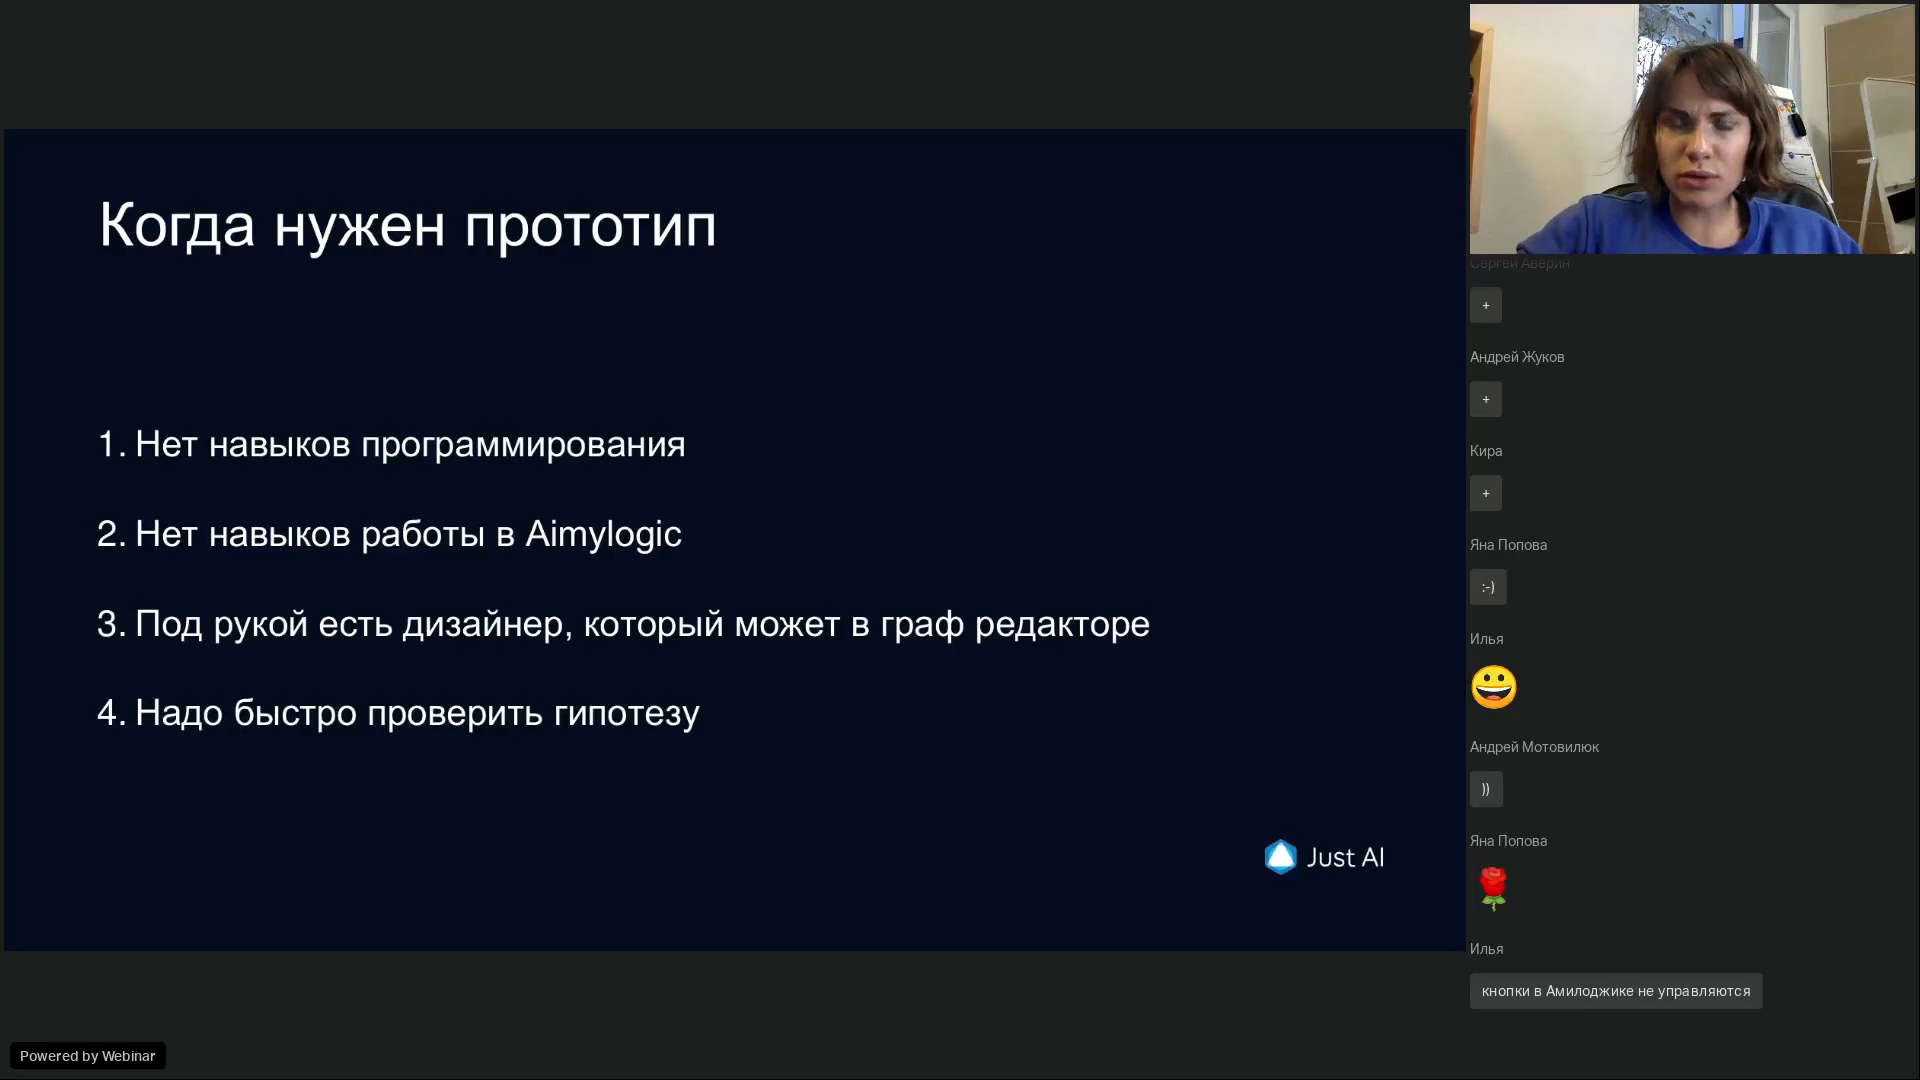 Когда нужен прототип
1. Нет навыков программирования
2. Нет навыков работы в Aimylogic
3. Под рукой есть дизайнер, который может в граф редакторе
4. Надо быстро проверить гипотезу
Just AI
Сергей Аверин
+
Андрей Жуков
+
Кира
+
Яна Попова
:-)
Илья
Андрей Мотовилюк
))
Яна Попова
Илья
кнопки в Амилоджике не управляются
Powered by Webinar